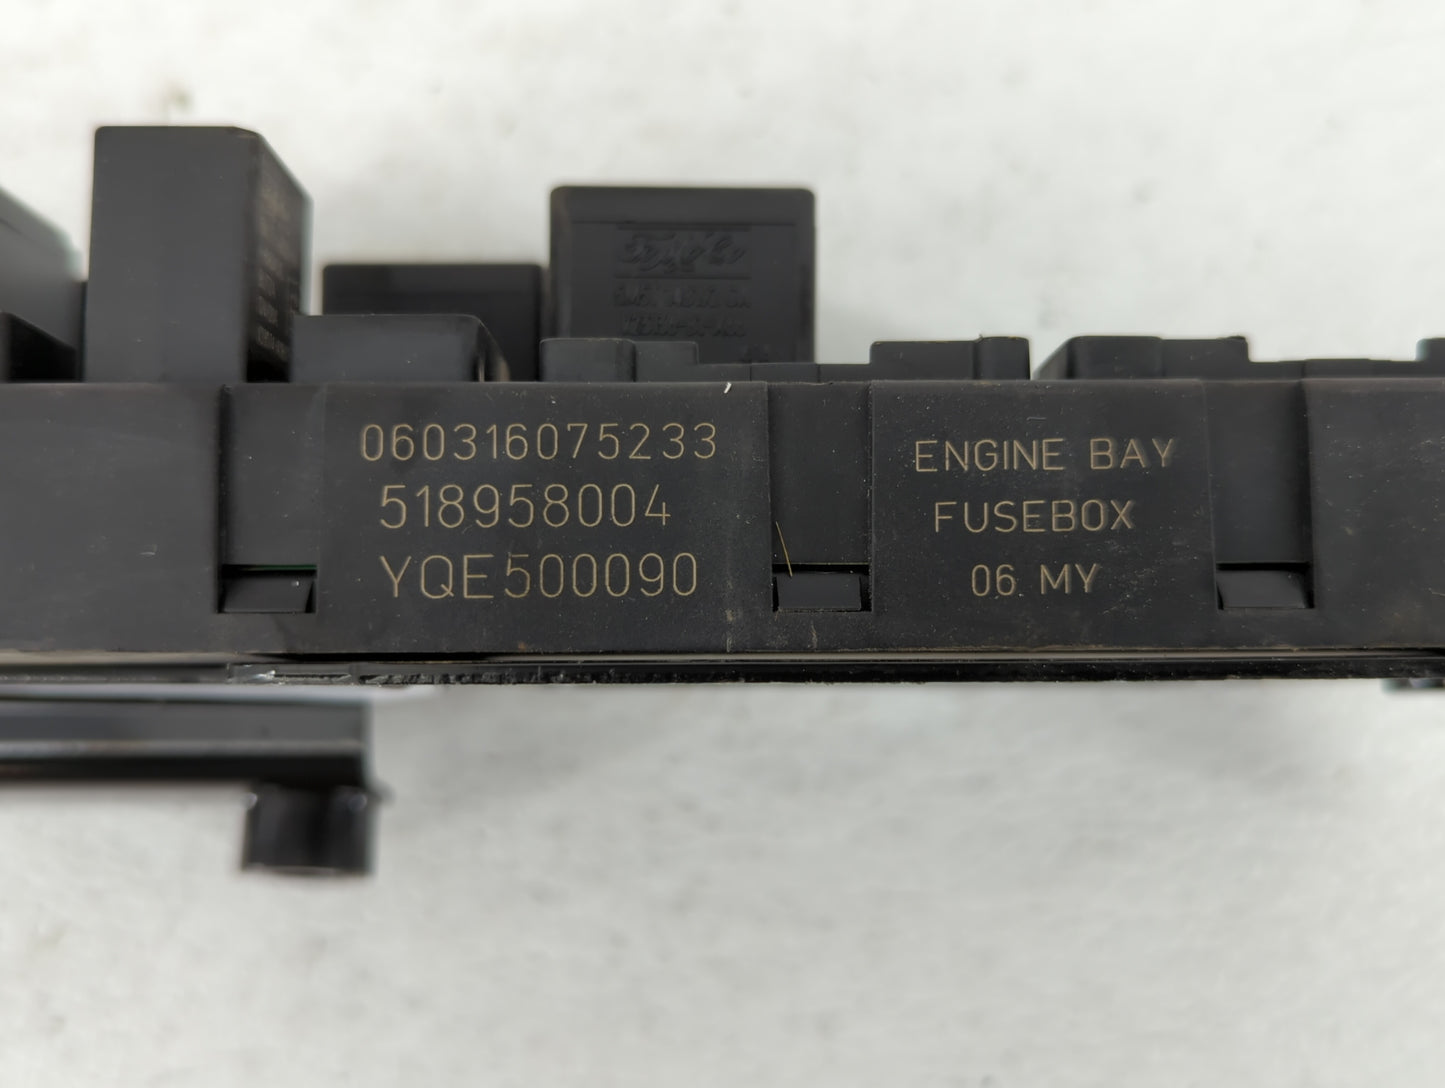 060316075233
518958004
YQE500090
ENGINE BAY
FUSEBOX
06 MY